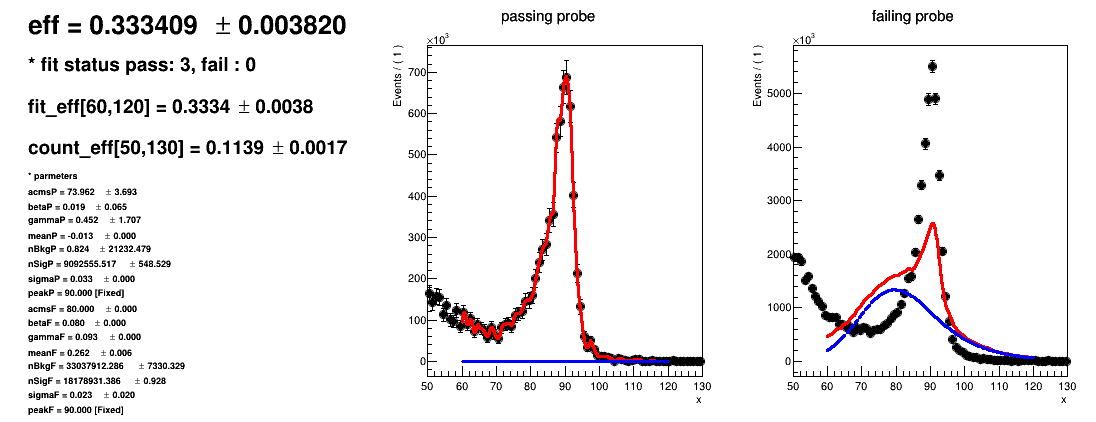 eff = 0.333409 ± 0.003820
* fit status pass: 3, fail : 0
fit_eff[60,120] = 0.3334 ± 0.0038
count_eff[50,130] = 0.1139 ± 0.0017
* parmeters
acmsP = 73.962 ± 3.693
betaP = 0.019 ± 0.065
gammaP = 0.452 ± 1.707
meanP = -0.013 ± 0.000
nBkgP = 0.824 ± 21232.479
nSigP = 9092555.517 ± 548.529
sigmaP = 0.033 ± 0.000
peakP = 90.000 [Fixed]
acmsF = 80.000 ± 0.000
betaF = 0.080 ± 0.000
gammaF = 0.093 ± 0.000
meanF = 0.262 ± 0.006
nBkgF = 33037912.286 ± 7330.329
nSigF = 18178931.386 ± 0.928
sigmaF = 0.023 ± 0.020
peakF = 90.000 [Fixed]
passing probe
×10³
Events / ( 1 )
700
600
500
400
300
200
100
0
50 60 70 80 90 100 110 120 130
x
failing probe
×10³
Events / ( 1 )
5000
4000
3000
2000
1000
0
50 60 70 80 90 100 110 120 130
x